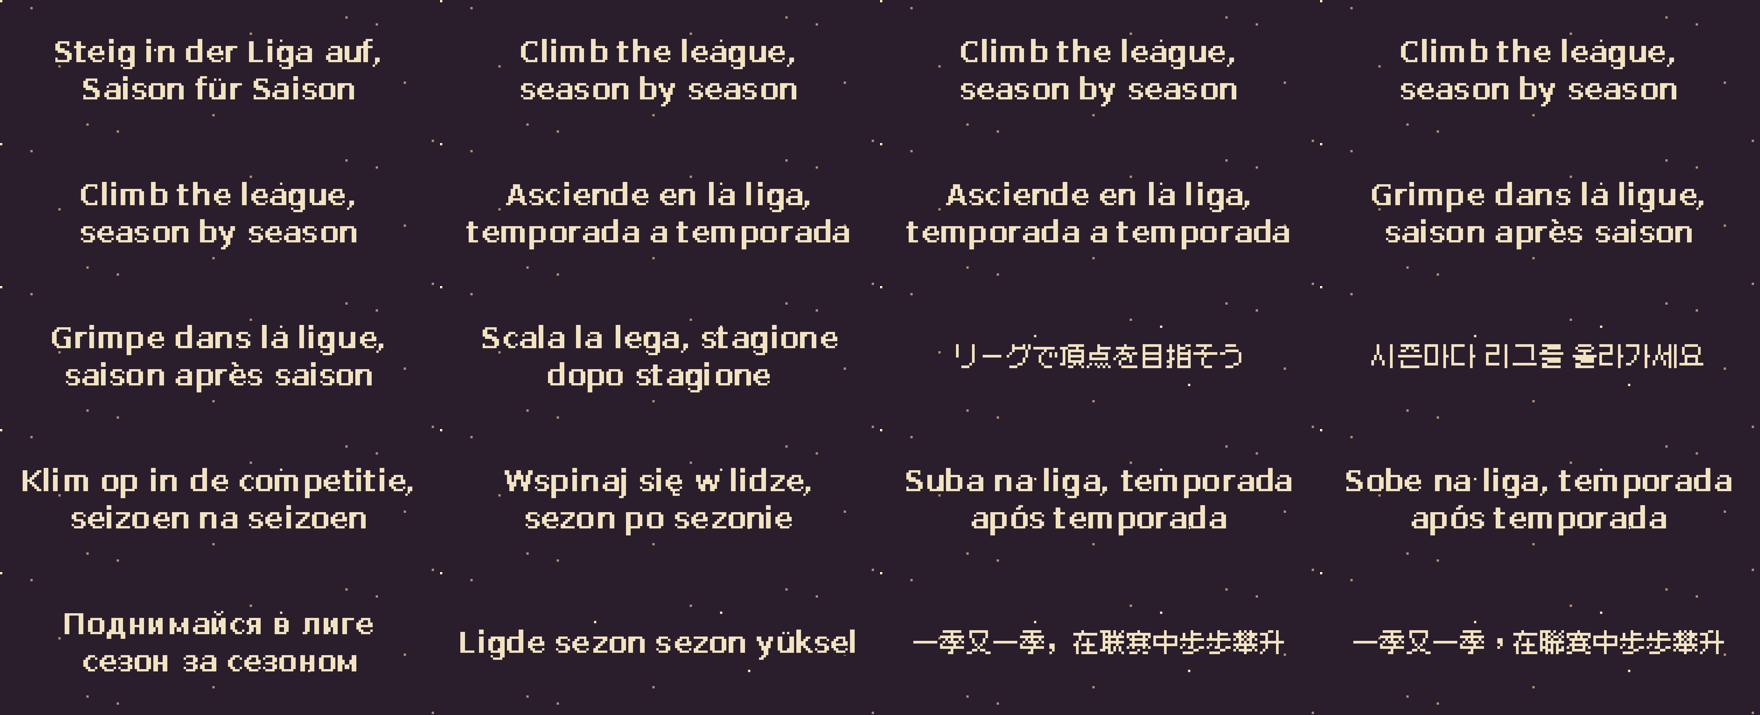 Steig in der Liga auf,
Saison für Saison
Climb the league,
season by season
Climb the league,
season by season
Climb the league,
season by season
Climb the league,
season by season
Asciende en la liga,
temporada a temporada
Asciende en la liga,
temporada a temporada
Grimpe dans la ligue,
saison après saison
Grimpe dans la ligue,
saison après saison
Scala la lega, stagione
dopo stagione
リーグで頂点を目指そう
시즌마다 리그를 올라가세요
Klim op in de competitie,
seizoen na seizoen
Wspinaj się w lidze,
sezon po sezonie
Suba na liga, temporada
após temporada
Sobe na liga, temporada
após temporada
Поднимайся в лиге
сезон за сезоном
Ligde sezon sezon yüksel
一季又一季，在联赛中步步攀升
一季又一季，在聯賽中步步攀升